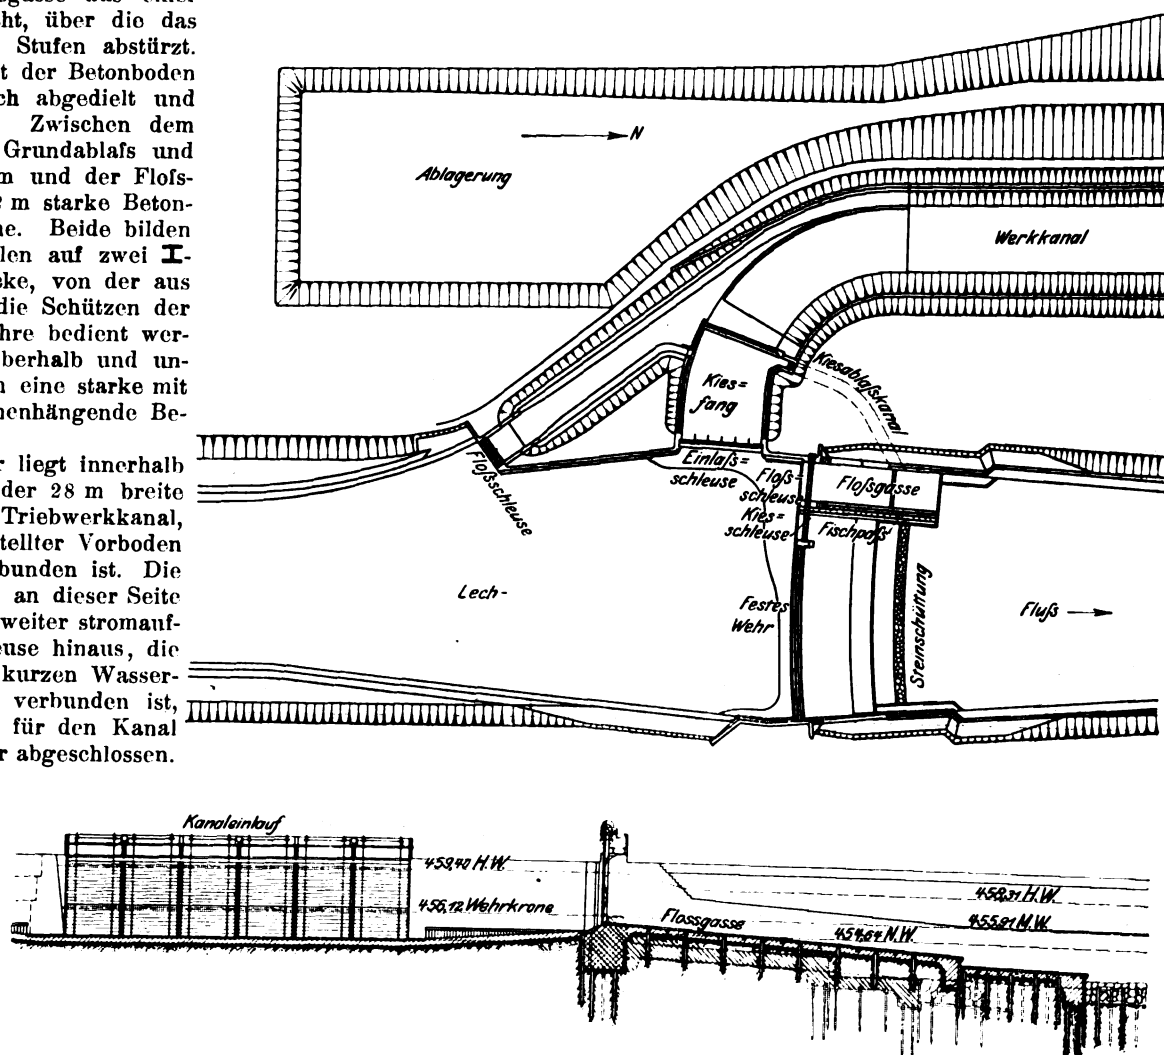 ht, über die das
Stufen abstürzt.
t der Betonboden
ch abgedielt und
Zwischen dem
Grundablaſs und
m und der Floſs-
2 m starke Beton-
ne. Beide bilden
len auf zwei I-
ke, von der aus
die Schützen der
hre bedient wer-
berhalb und un-
n eine starke mit
nenhängende Be-
r liegt innerhalb
der 28 m breite
Triebwerkkanal,
tellter Vorboden
bunden ist. Die
an dieser Seite
weiter stromauf-
use hinaus, die
kurzen Wasser-
verbunden ist,
für den Kanal
r abgeschlossen.
N
Ablagerung
Werkkanal
Kies=
fang
Kiesablaßkanal
Floßschleuse
Einlaß=
schleuse
Floß=
schleuse
Kies=
schleuse
Floßgasse
Fischpaß
Lech-
Festes
Wehr
Steinschüttung
Fluß
Kanaleinlauf
459,40 H.W.
456,12 Wehrkrone
Flossgasse
458,31 H.W.
455,91 M.W.
454,64 N.W.